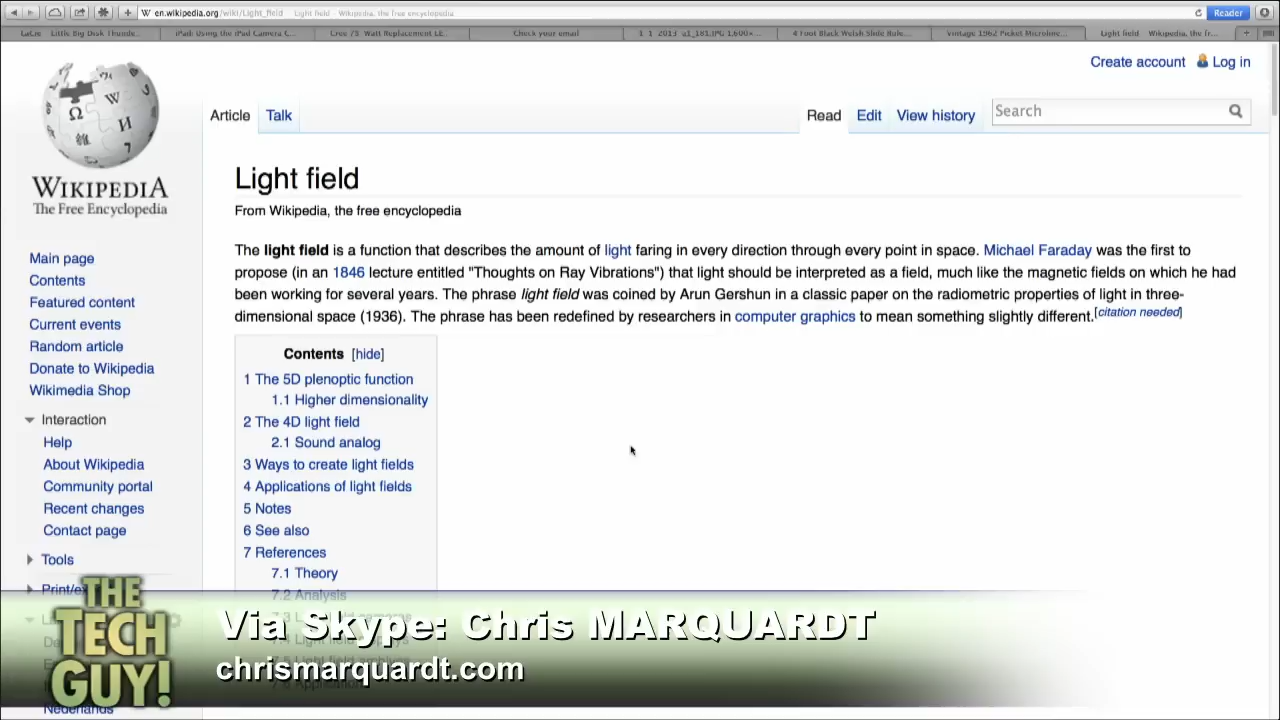 en.wikipedia.org/wiki/Light_field Light field - Wikipedia, the free encyclopedia
Reader
LaCie Little Big Disk Thunde...
iPad: Using the iPad Camera C...
Cree 75 Watt Replacement LE...
Check your email
4 Foot Black Welsh Slide Rule...
Vintage 1962 Picket Microline...
Light field Wikipedia, the fr...
Create account Log in
Article Talk
Read Edit View history Search
WIKIPEDIA
The Free Encyclopedia
Main page
Contents
Featured content
Current events
Random article
Donate to Wikipedia
Wikimedia Shop
Interaction
Help
About Wikipedia
Community portal
Recent changes
Contact page
Tools
Print/e
Nederlands
Light field
From Wikipedia, the free encyclopedia
The light field is a function that describes the amount of light faring in every direction through every point in space. Michael Faraday was the first to
propose (in an 1846 lecture entitled "Thoughts on Ray Vibrations") that light should be interpreted as a field, much like the magnetic fields on which he had
been working for several years. The phrase light field was coined by Arun Gershun in a classic paper on the radiometric properties of light in three-
dimensional space (1936). The phrase has been redefined by researchers in computer graphics to mean something slightly different.[citation needed]
Contents [hide]
1 The 5D plenoptic function
1.1 Higher dimensionality
2 The 4D light field
2.1 Sound analog
3 Ways to create light fields
4 Applications of light fields
5 Notes
6 See also
7 References
7.1 Theory
7.2 Analysis
THE
TECH
GUY!
Via Skype: Chris MARQUARDT
chrismarquardt.com